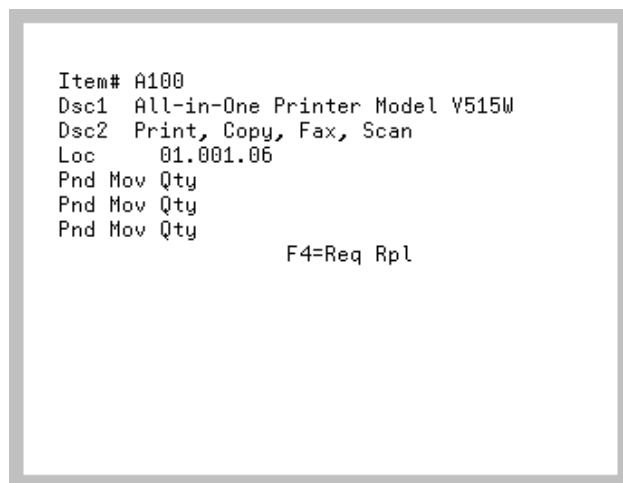 Item# A100
Dsc1  All-in-One Printer Model V515W
Dsc2  Print, Copy, Fax, Scan
Loc     01.001.06
Pnd Mov Qty
Pnd Mov Qty
Pnd Mov Qty
F4=Req Rpl